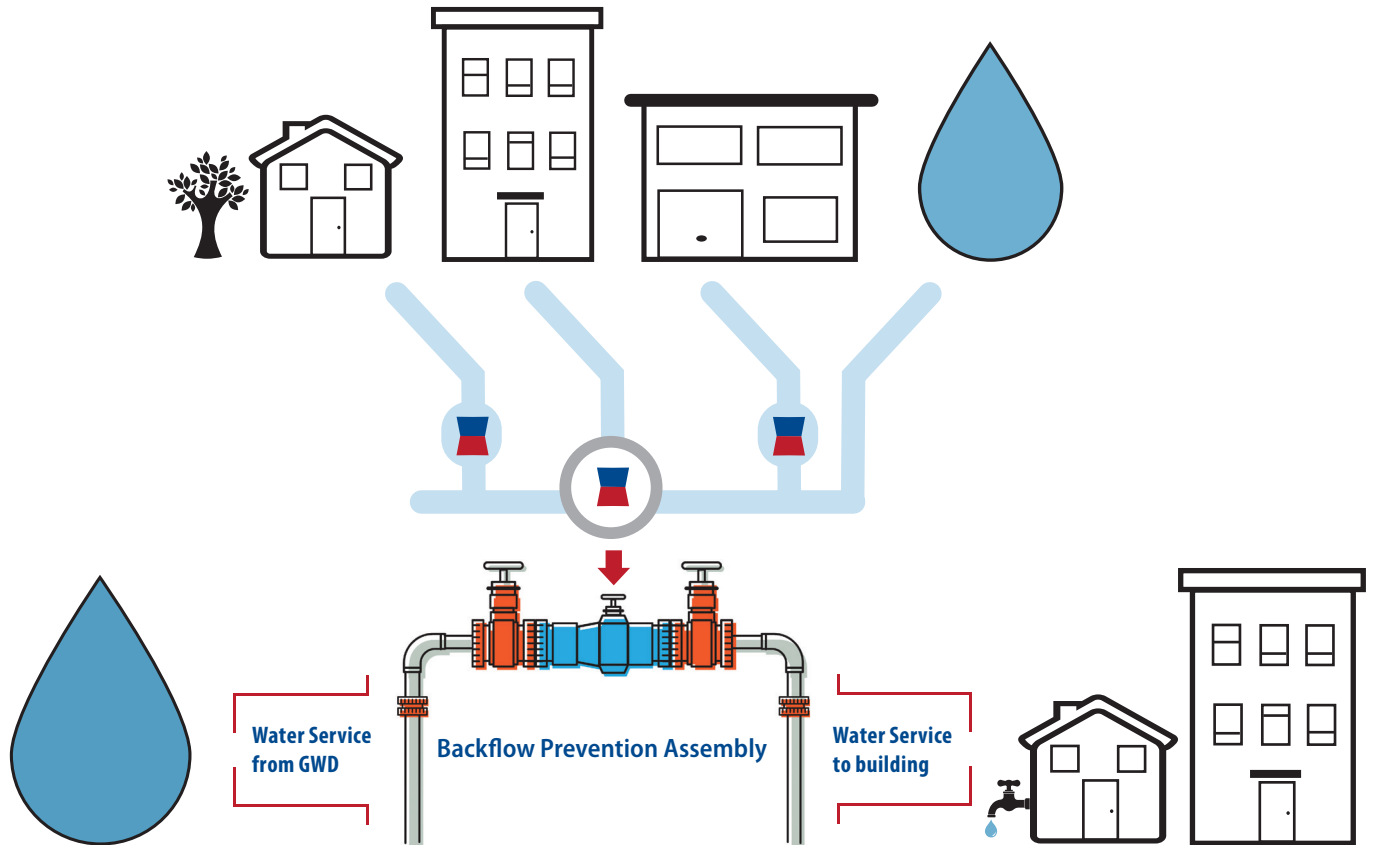 Water Service
from GWD
Backflow Prevention Assembly
Water Service
to building